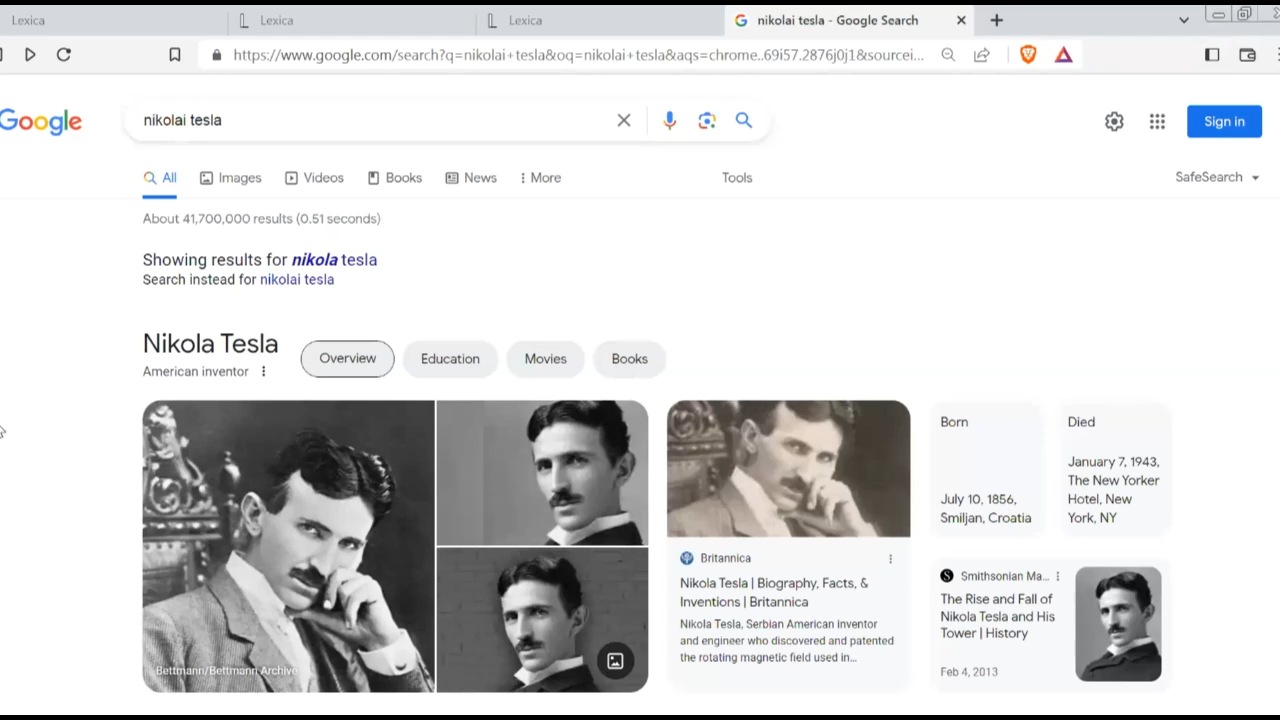 Lexica
Lexica
Lexica
nikolai tesla - Google Search
https://www.google.com/search?q=nikolai+tesla&oq=nikolai+tesla&aqs=chrome..69i57.2876j0j1&sourcei...
Google
nikolai tesla
Sign in
All
Images
Videos
Books
News
More
Tools
SafeSearch
About 41,700,000 results (0.51 seconds)
Showing results for nikola tesla
Search instead for nikolai tesla
Nikola Tesla
American inventor
Overview
Education
Movies
Books
Bettmann/Bettmann Archive
Britannica
Nikola Tesla | Biography, Facts, &
Inventions | Britannica
Nikola Tesla, Serbian American inventor
and engineer who discovered and patented
the rotating magnetic field used in...
Born
July 10, 1856,
Smiljan, Croatia
Died
January 7, 1943,
The New Yorker
Hotel, New
York, NY
Smithsonian Ma...
The Rise and Fall of
Nikola Tesla and His
Tower | History
Feb 4, 2013